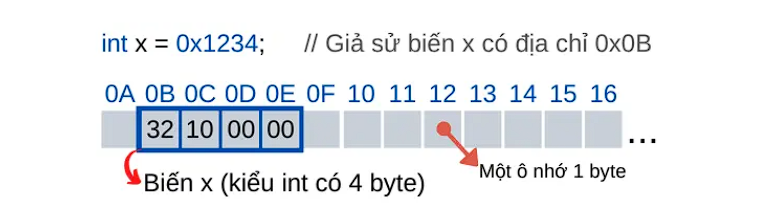 int x = 0x1234; // Giả sử biến x có địa chỉ 0x0B
0A 0B 0C 0D 0E 0F 10 11 12 13 14 15 16
32 10 00 00 ...
Một ô nhớ 1 byte
Biến x (kiểu int có 4 byte)